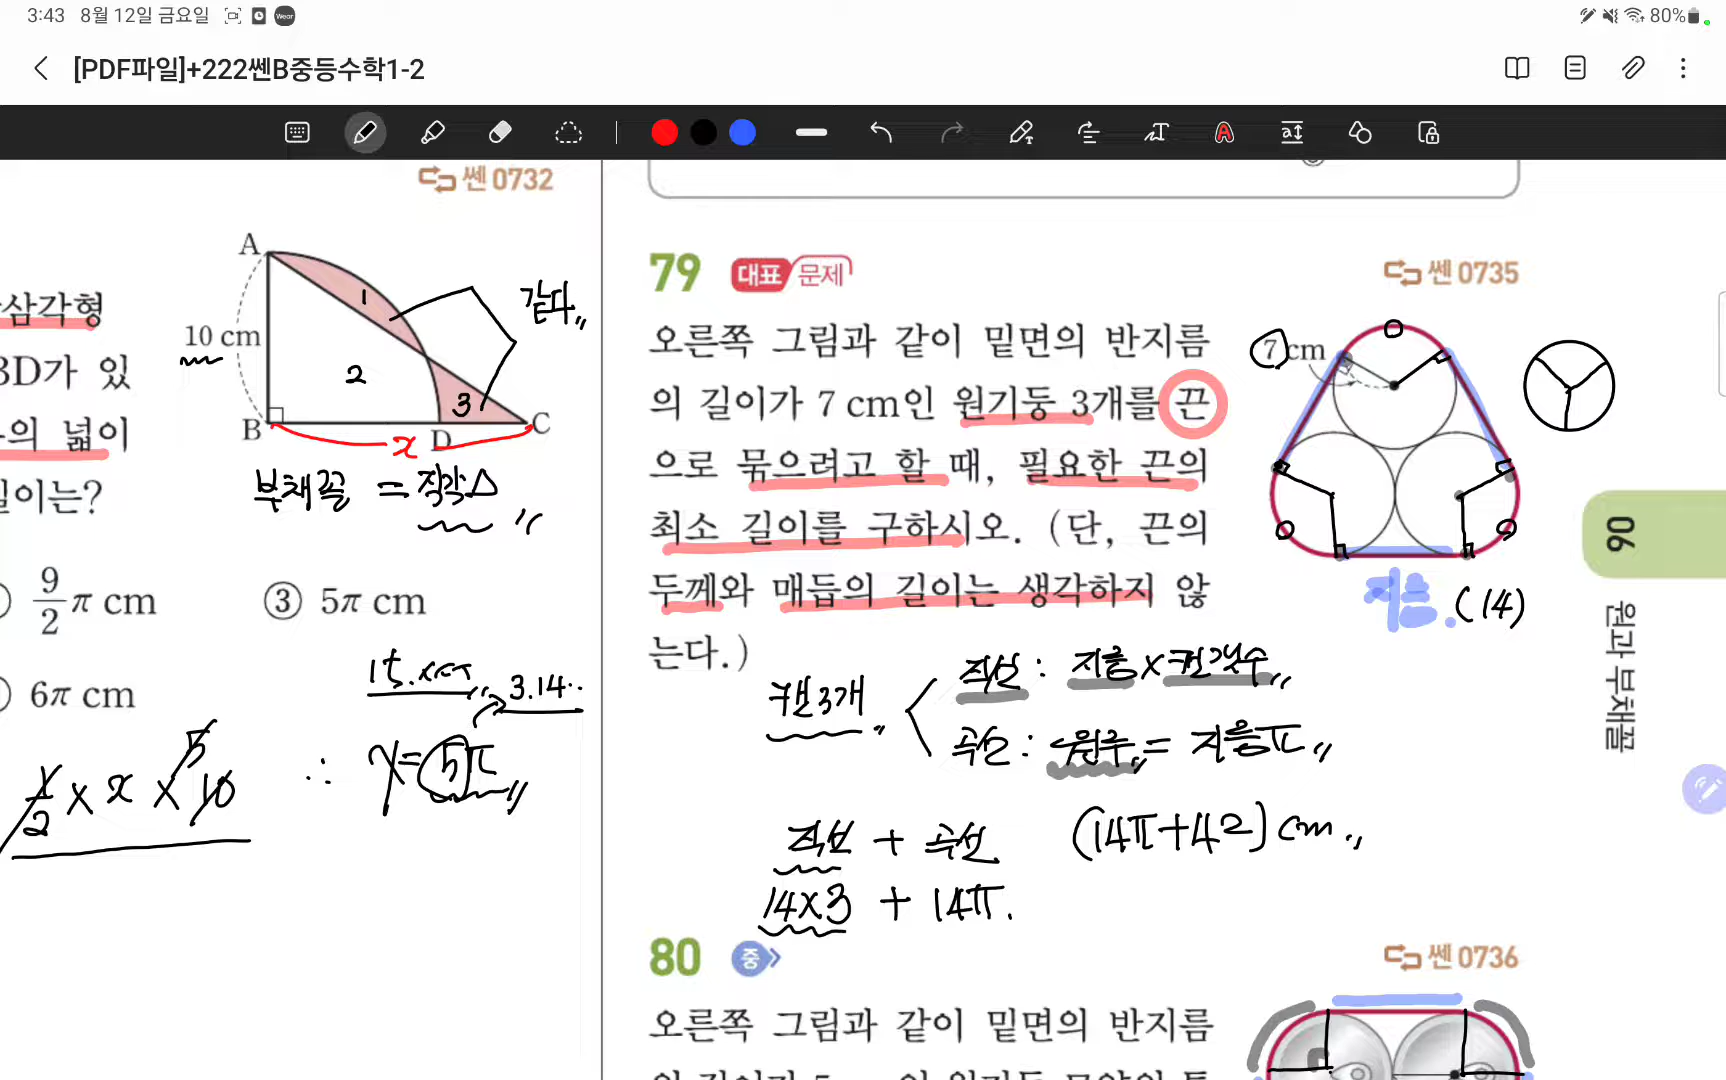 3:43 8월 12일 금요일 Wear 80%
[PDF파일]+222쎈B중등수학1-2
쎈 0732
삼각형
BD가 있
의 넓이
길이는?
A
10 cm
B
D
C
1
2
3
같다.,,
x
부채꼴 = 직각△
9/2 π cm
③ 5π cm
6π cm
3.14..
1/2 × x × 10
5
∴ x=5π
79 대표 문제
쎈 0735
오른쪽 그림과 같이 밑면의 반지름
의 길이가 7 cm인 원기둥 3개를 끈
으로 묶으려고 할 때, 필요한 끈의
최소 길이를 구하시오. (단, 끈의
두께와 매듭의 길이는 생각하지 않
는다.)
7 cm
지름. (14)
캔 3개
직선 : 지름 × 캔 갯수
곡선 : 원주 = 지름π
직선 + 곡선
(14π+42) cm
14×3 + 14π.
80 중
쎈 0736
오른쪽 그림과 같이 밑면의 반지름
06
원과 부채꼴